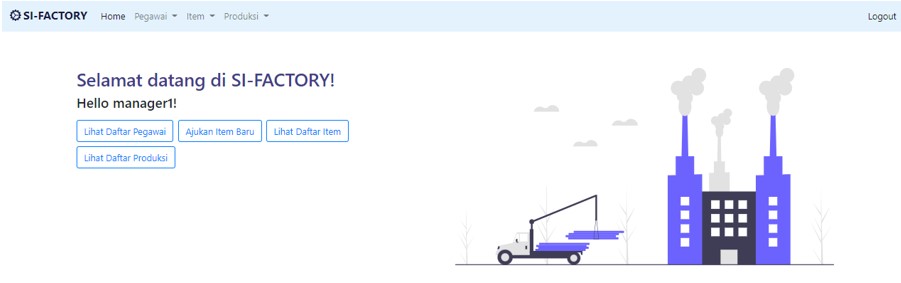 SI-FACTORY Home Pegawai Item Produksi Logout
Selamat datang di SI-FACTORY!
Hello manager1!
Lihat Daftar Pegawai Ajukan Item Baru Lihat Daftar Item
Lihat Daftar Produksi